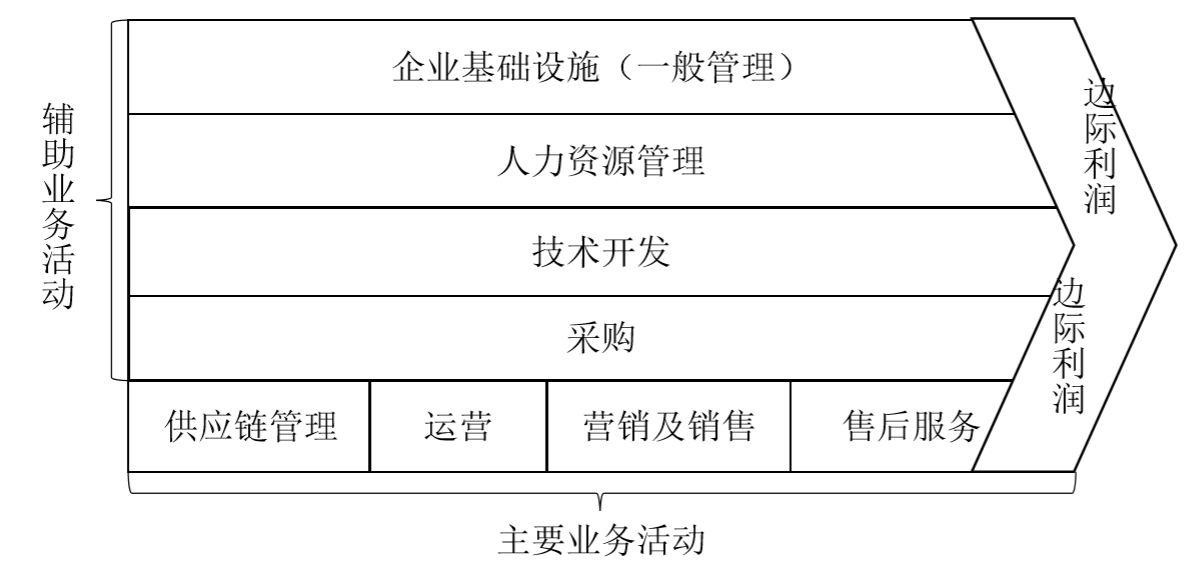 企业基础设施（一般管理）
人力资源管理
技术开发
采购
供应链管理
运营
营销及销售
售后服务
辅助业务活动
主要业务活动
边际利润
边际利润